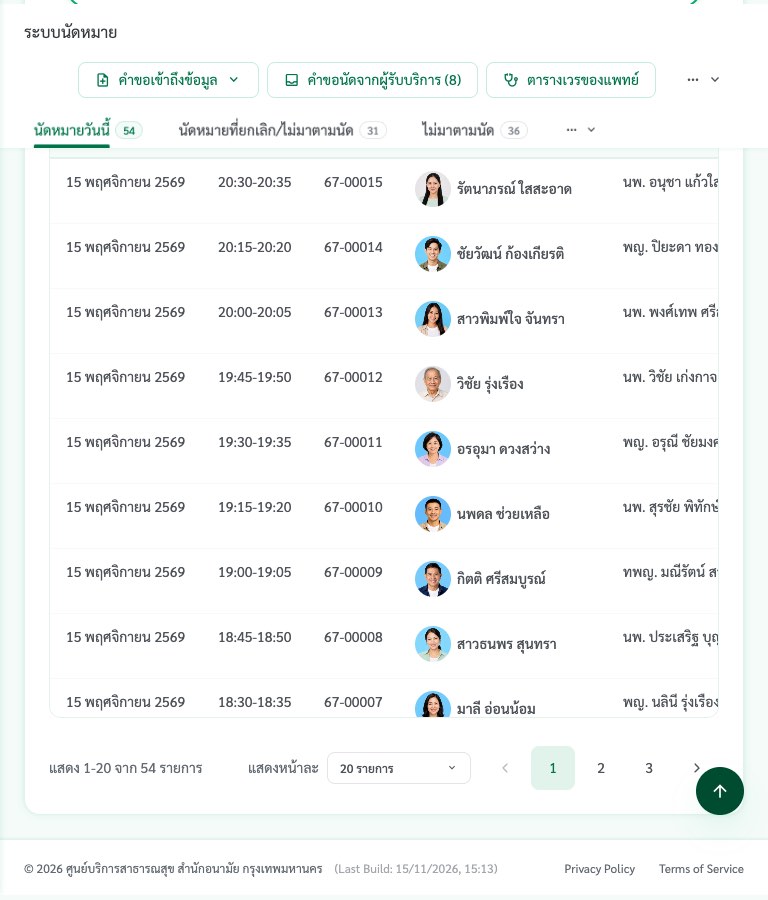 ระบบนัดหมาย
คำขอเข้าถึงข้อมูล คำขอนัดจากผู้รับบริการ (8) ตารางเวรของแพทย์ ...
นัดหมายวันนี้ 54 นัดหมายที่ยกเลิก/ไม่มาตามนัด 31 ไม่มาตามนัด 36 ...
15 พฤศจิกายน 2569 20:30-20:35 67-00015 รัตนาภรณ์ ใสสะอาด นพ. อนุชา
15 พฤศจิกายน 2569 20:15-20:20 67-00014 ชัยวัฒน์ ก้องเกียรติ พญ. ปิยะดา ทอง
15 พฤศจิกายน 2569 20:00-20:05 67-00013 สาวพิมพ์ใจ จันทรา นพ. พงศ์เทพ
15 พฤศจิกายน 2569 19:45-19:50 67-00012 วิชัย รุ่งเรือง นพ. วิชัย เก่งกาจ
15 พฤศจิกายน 2569 19:30-19:35 67-00011 อรอุมา ดวงสว่าง พญ. อรุณี
15 พฤศจิกายน 2569 19:15-19:20 67-00010 นพดล ช่วยเหลือ นพ. สุรชัย
15 พฤศจิกายน 2569 19:00-19:05 67-00009 กิตติ ศรีสมบูรณ์ ทพญ. มณีรัตน์
15 พฤศจิกายน 2569 18:45-18:50 67-00008 สาวธนพร สุนทรา นพ. ประเสริฐ
15 พฤศจิกายน 2569 18:30-18:35 67-00007 มาลี อ่อนน้อม พญ. นลินี รุ่งเรือง
แสดง 1-20 จาก 54 รายการ แสดงหน้าละ 20 รายการ 1 2 3
© 2026 ศูนย์บริการสาธารณสุข สำนักอนามัย กรุงเทพมหานคร (Last Build: 15/11/2026, 15:13) Privacy Policy Terms of Service